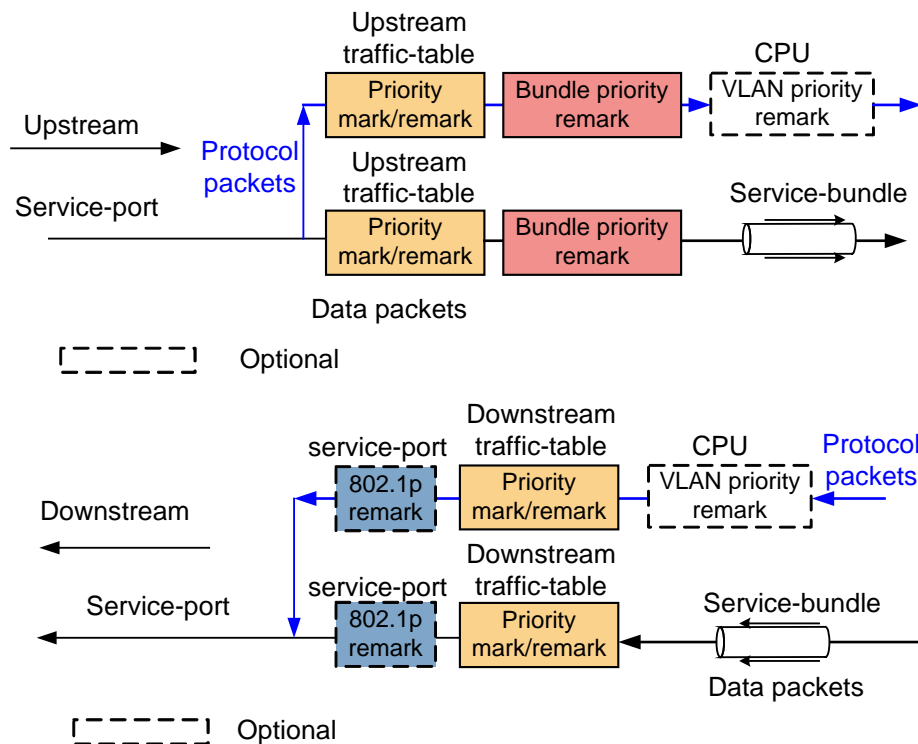 Upstream
traffic-table
CPU
Priority
mark/remark
Bundle priority
remark
VLAN priority
remark
Upstream
Protocol
packets
Upstream
traffic-table
Service-port
Service-bundle
Priority
mark/remark
Bundle priority
remark
Data packets
Optional
Downstream
traffic-table
service-port
CPU
Protocol
packets
802.1p
remark
Priority
mark/remark
VLAN priority
remark
Downstream
Downstream
traffic-table
service-port
Service-port
Service-bundle
802.1p
remark
Priority
mark/remark
Data packets
Optional